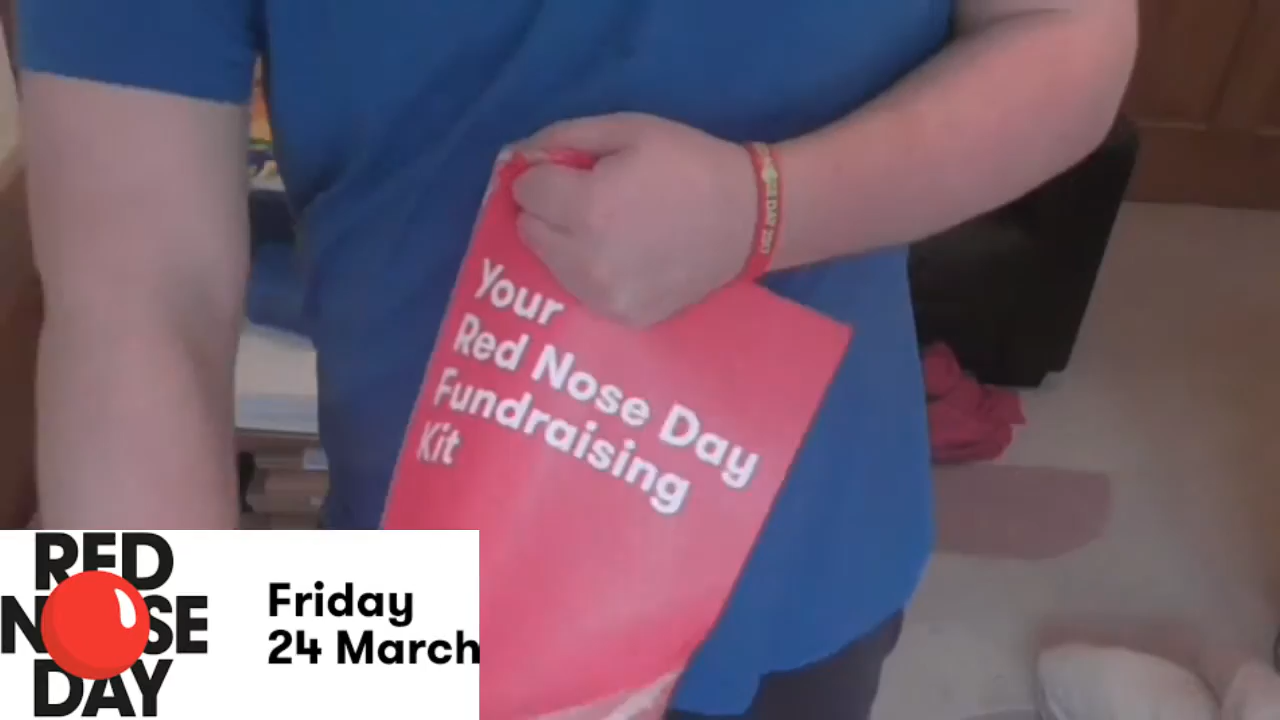 Your
Red Nose Day
Fundraising
Kit
RED
NOSE
DAY
Friday
24 March